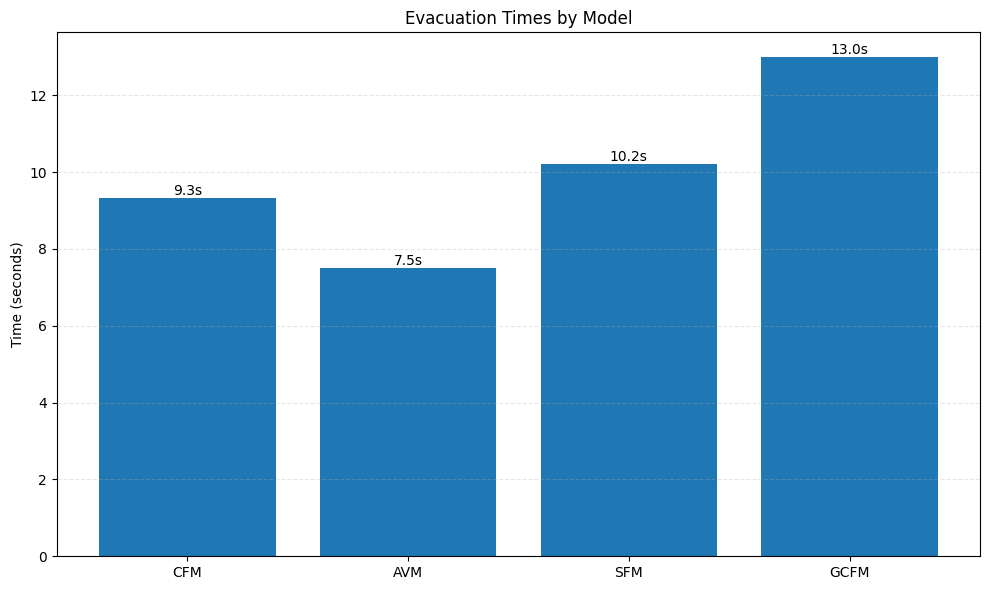 Evacuation Times by Model
13.0s
12
10.2s
10
9.3s
8
7.5s
Time (seconds)
6
4
2
0
CFM AVM SFM GCFM